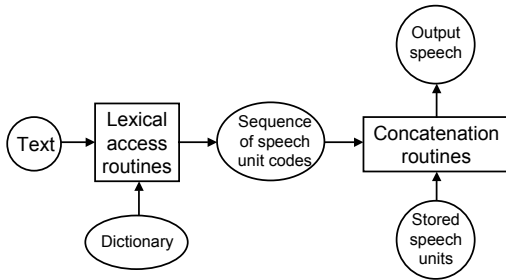 Text
Lexical
access
routines
Dictionary
Sequence
of speech
unit codes
Output
speech
Concatenation
routines
Stored
speech
units